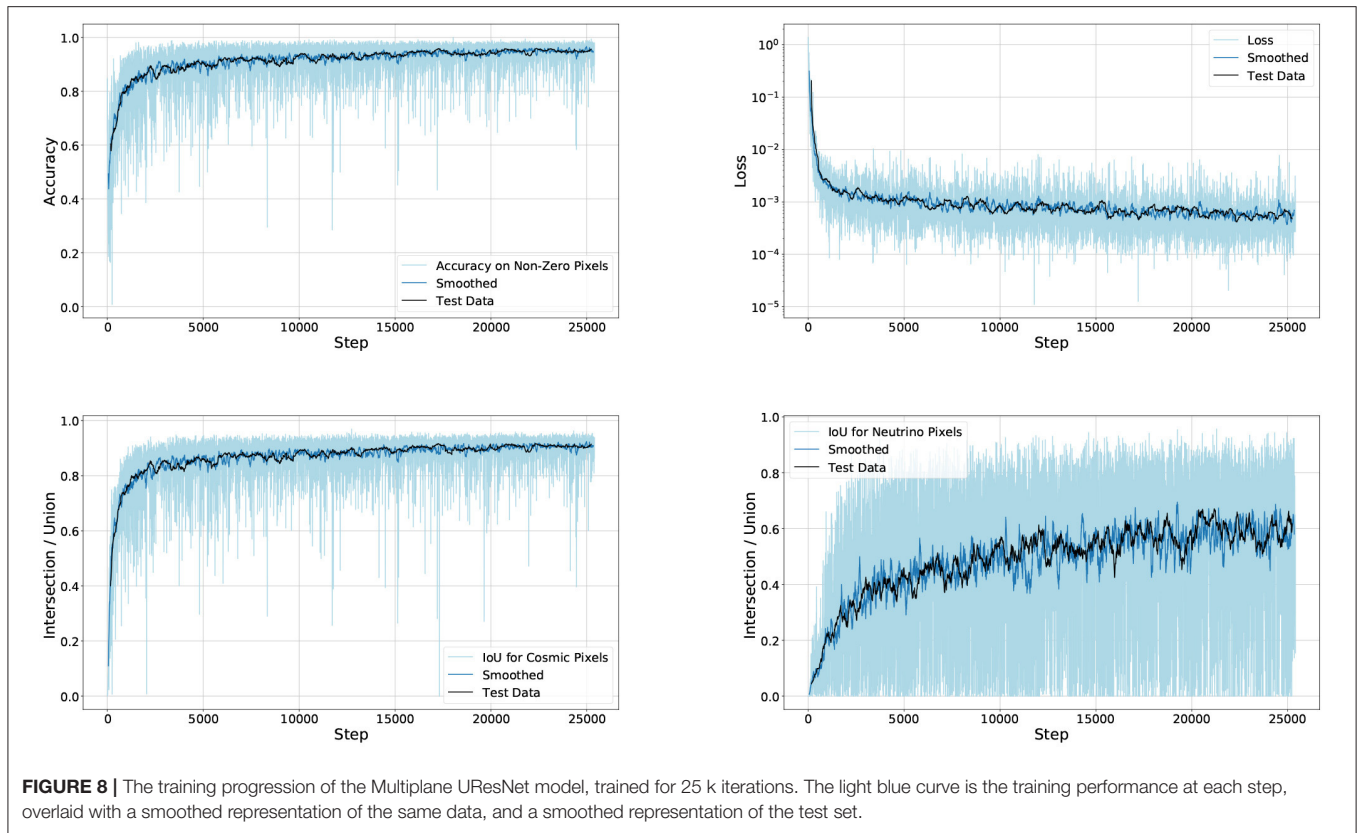 1.0
0.8
0.6
0.4
0.2
0.0
Accuracy
Accuracy on Non-Zero Pixels
Smoothed
Test Data
0 5000 10000 15000 20000 25000
Step
10⁰
10⁻¹
10⁻²
10⁻³
10⁻⁴
10⁻⁵
Loss
Loss
Smoothed
Test Data
0 5000 10000 15000 20000 25000
Step
1.0
0.8
0.6
0.4
0.2
0.0
Intersection / Union
IoU for Cosmic Pixels
Smoothed
Test Data
0 5000 10000 15000 20000 25000
Step
1.0
0.8
0.6
0.4
0.2
0.0
Intersection / Union
IoU for Neutrino Pixels
Smoothed
Test Data
0 5000 10000 15000 20000 25000
Step
FIGURE 8 | The training progression of the Multiplane UResNet model, trained for 25 k iterations. The light blue curve is the training performance at each step,
overlaid with a smoothed representation of the same data, and a smoothed representation of the test set.